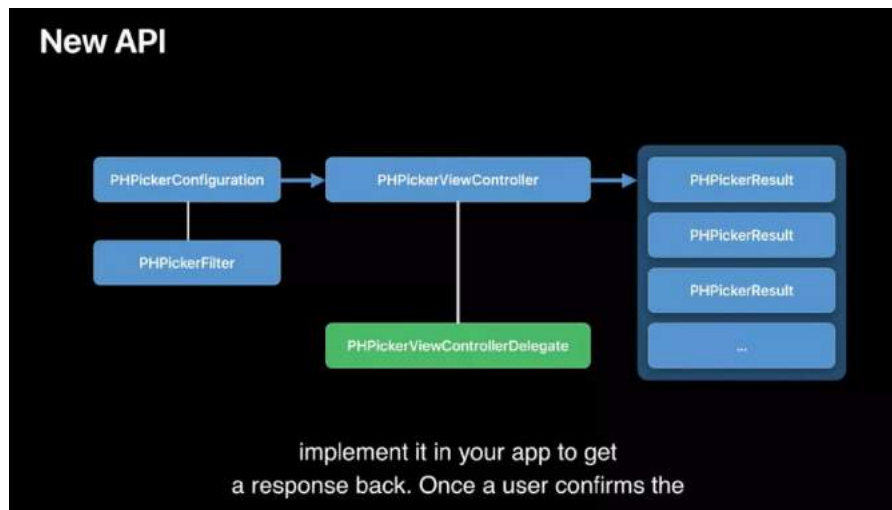 New API
PHPickerConfiguration
PHPickerViewController
PHPickerResult
PHPickerResult
PHPickerFilter
PHPickerResult
PHPickerViewControllerDelegate
...
implement it in your app to get
a response back. Once a user confirms the